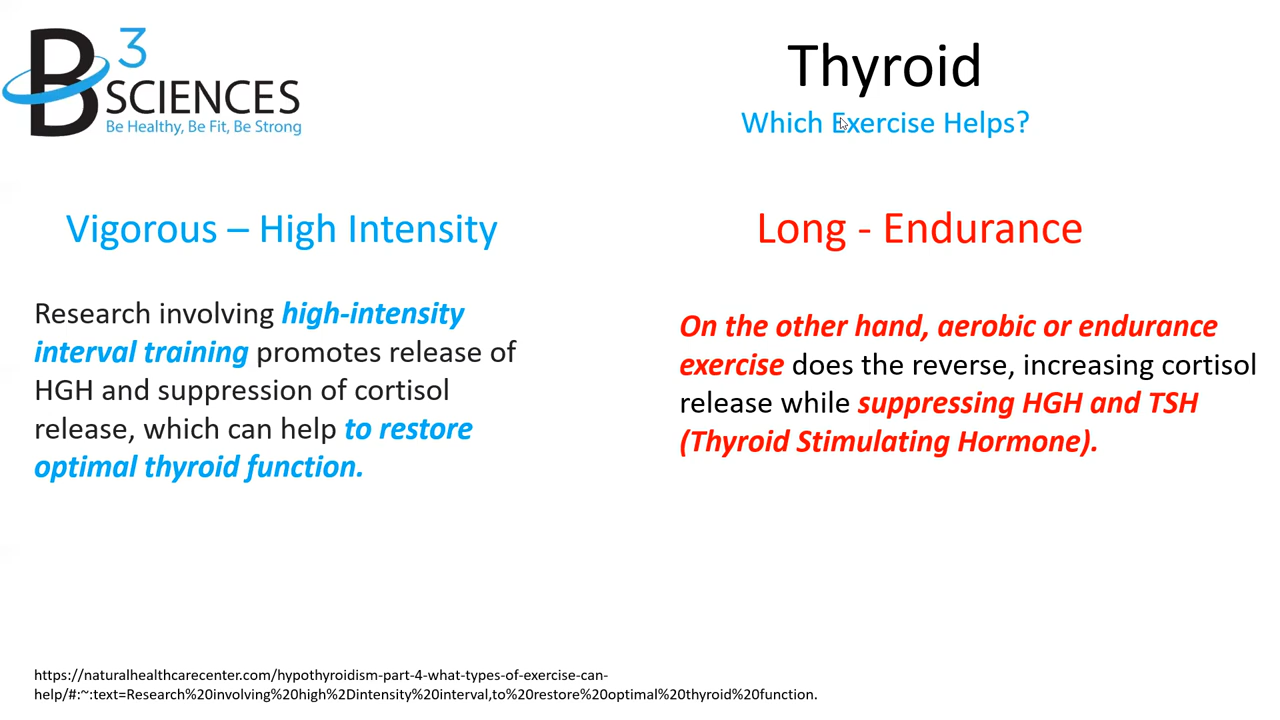 B3 SCIENCES
Be Healthy, Be Fit, Be Strong
Thyroid
Which Exercise Helps?
Vigorous – High Intensity
Research involving high-intensity
interval training promotes release of
HGH and suppression of cortisol
release, which can help to restore
optimal thyroid function.
Long - Endurance
On the other hand, aerobic or endurance
exercise does the reverse, increasing cortisol
release while suppressing HGH and TSH
(Thyroid Stimulating Hormone).
https://naturalhealthcarecenter.com/hypothyroidism-part-4-what-types-of-exercise-can-
help/#:~:text=Research%20involving%20high%2Dintensity%20interval,to%20restore%20optimal%20thyroid%20function.